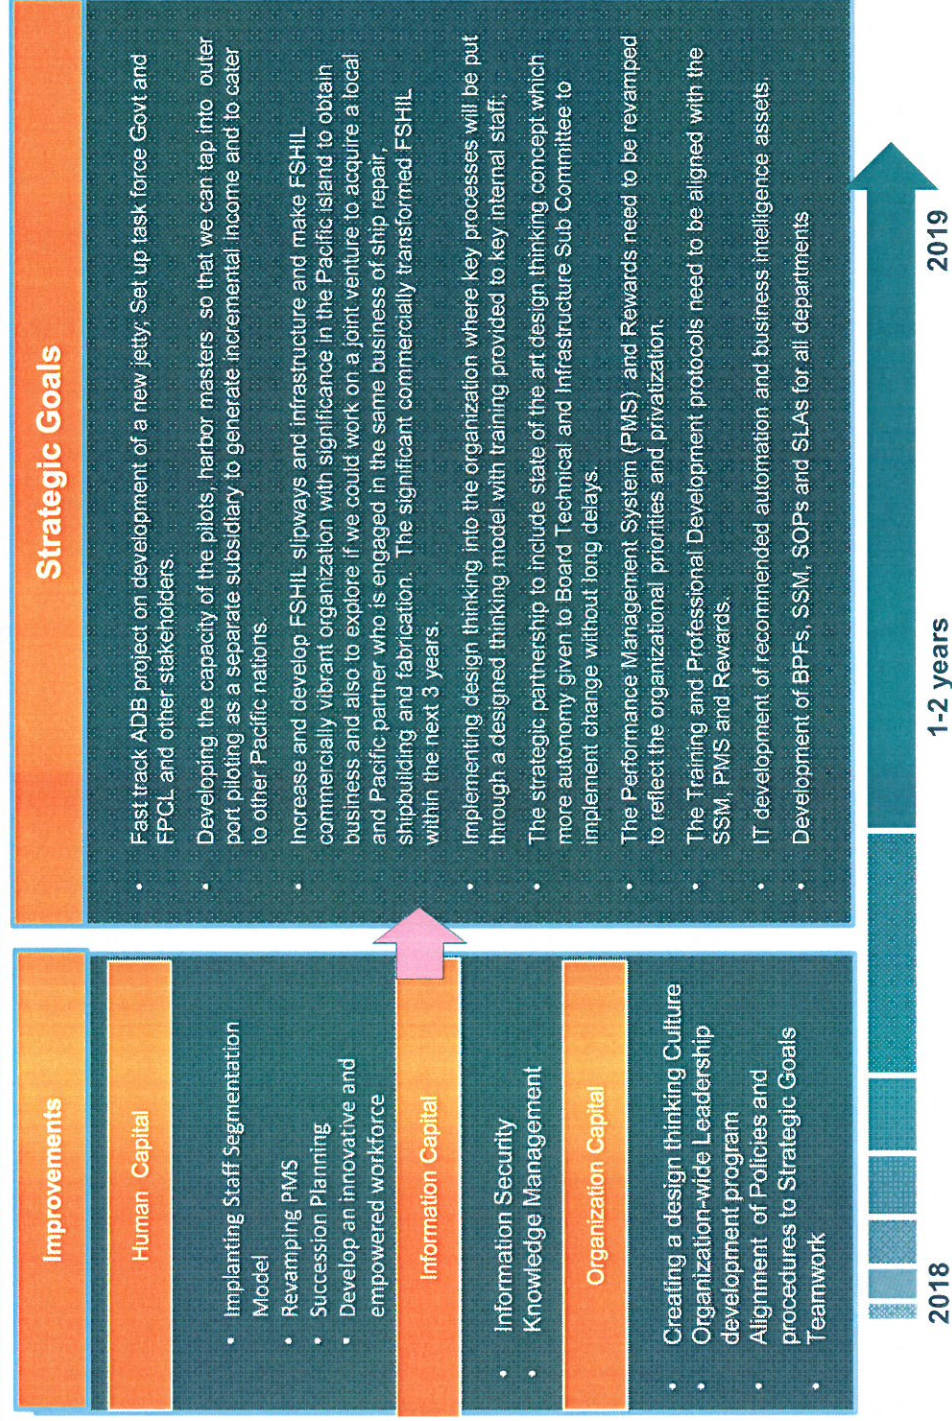 Improvements
Human Capital
• Implanting Staff Segmentation
Model
• Revamping PMS
• Succession Planning
• Develop an innovative and
empowered workforce
Information Capital
• Information Security
• Knowledge Management
Organization Capital
• Creating a design thinking Culture
• Organization-wide Leadership
development program
• Alignment of Policies and
procedures to Strategic Goals
• Teamwork
Strategic Goals
• Fast track ADB project on development of a new jetty; Set up task force Govt and
FPCL and other stakeholders.
• Developing the capacity of the pilots, harbor masters so that we can tap into outer
port piloting as a separate subsidiary to generate incremental income and to cater
to other Pacific nations.
• Increase and develop FSHIL slipways and infrastructure and make FSHIL
commercially vibrant organization with significance in the Pacific island to obtain
business and also to explore if we could work on a joint venture to acquire a local
and Pacific partner who is engaged in the same business of ship repair,
shipbuilding and fabrication. The significant commercially transformed FSHIL
within the next 3 years.
• Implementing design thinking into the organization where key processes will be put
through a designed thinking model with training provided to key internal staff;
• The strategic partnership to include state of the art design thinking concept which
more autonomy given to Board Technical and Infrastructure Sub Committee to
implement change without long delays.
• The Performance Management System (PMS) and Rewards need to be revamped
to reflect the organizational priorities and privatization.
• The Training and Professional Development protocols need to be aligned with the
SSM, PMS and Rewards.
• IT development of recommended automation and business intelligence assets.
• Development of BPFs, SSM, SOPs and SLAs for all departments
2018
1-2 years
2019